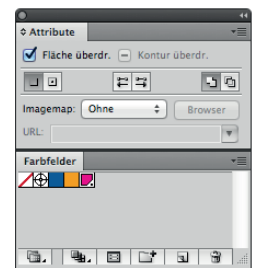 Attribute
Fläche überdr. Kontur überdr.
Imagemap: Ohne Browser
URL:
Farbfelder